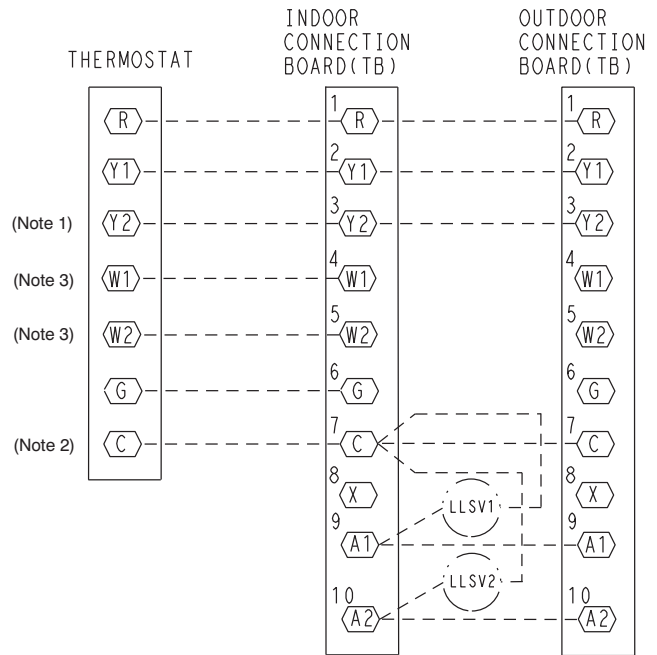 INDOOR
CONNECTION
BOARD(TB)
OUTDOOR
CONNECTION
BOARD(TB)
THERMOSTAT
R 1 R 1 R
Y1 2 Y1 2 Y1
(Note 1) Y2 3 Y2 3 Y2
(Note 3) W1 4 W1 4 W1
(Note 3) W2 5 W2 5 W2
G 6 G 6 G
(Note 2) C 7 C 7 C
8 X 8 X
LLSV1
9 A1 9 A1
LLSV2
10 A2 10 A2